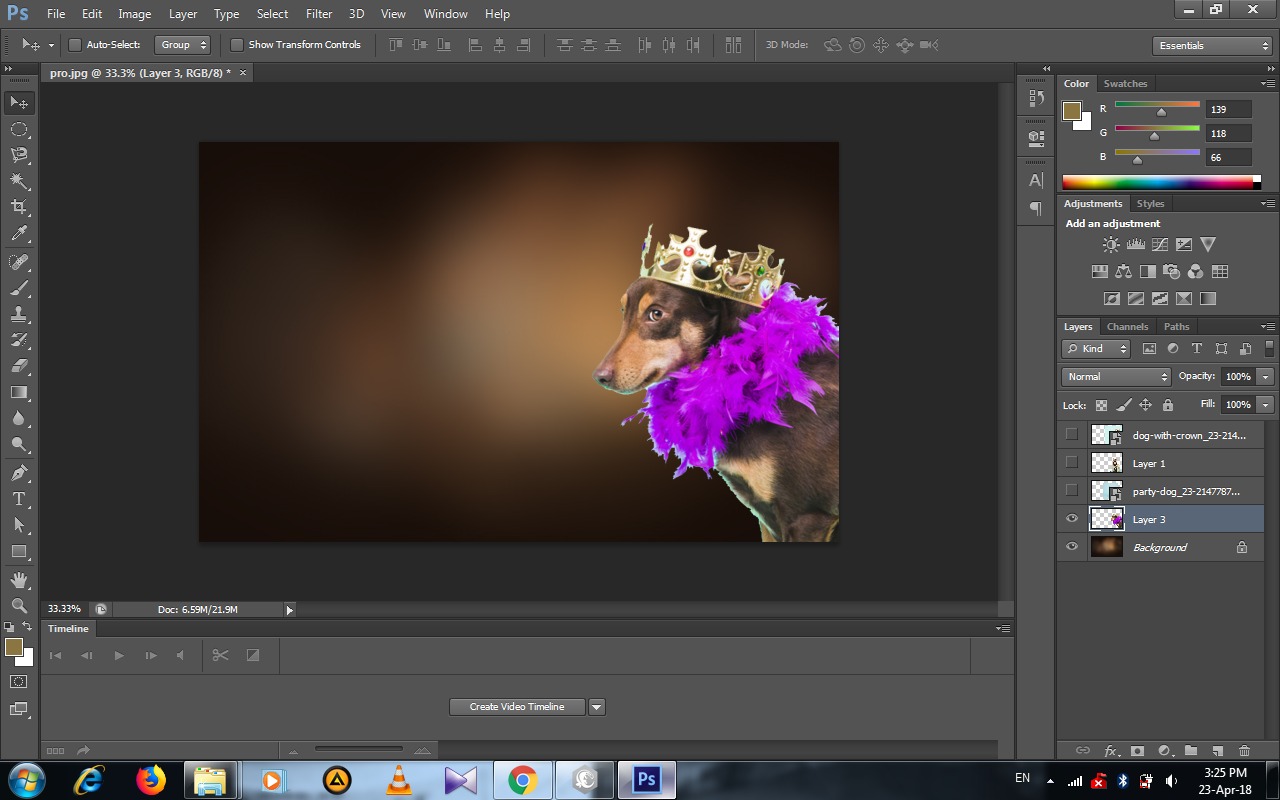 Ps File Edit Image Layer Type Select Filter 3D View Window Help
Auto-Select: Group Show Transform Controls 3D Mode: Essentials
pro.jpg @ 33.3% (Layer 3, RGB/8) * ×
Color Swatches
R 139
G 118
B 66
Adjustments Styles
Add an adjustment
Layers Channels Paths
Kind
Normal Opacity: 100%
Lock: Fill: 100%
dog-with-crown_23-214...
Layer 1
party-dog_23-2147787...
Layer 3
Background
33.33% Doc: 6.59M/21.9M
Timeline
Create Video Timeline
Ps
EN 3:25 PM
23-Apr-18